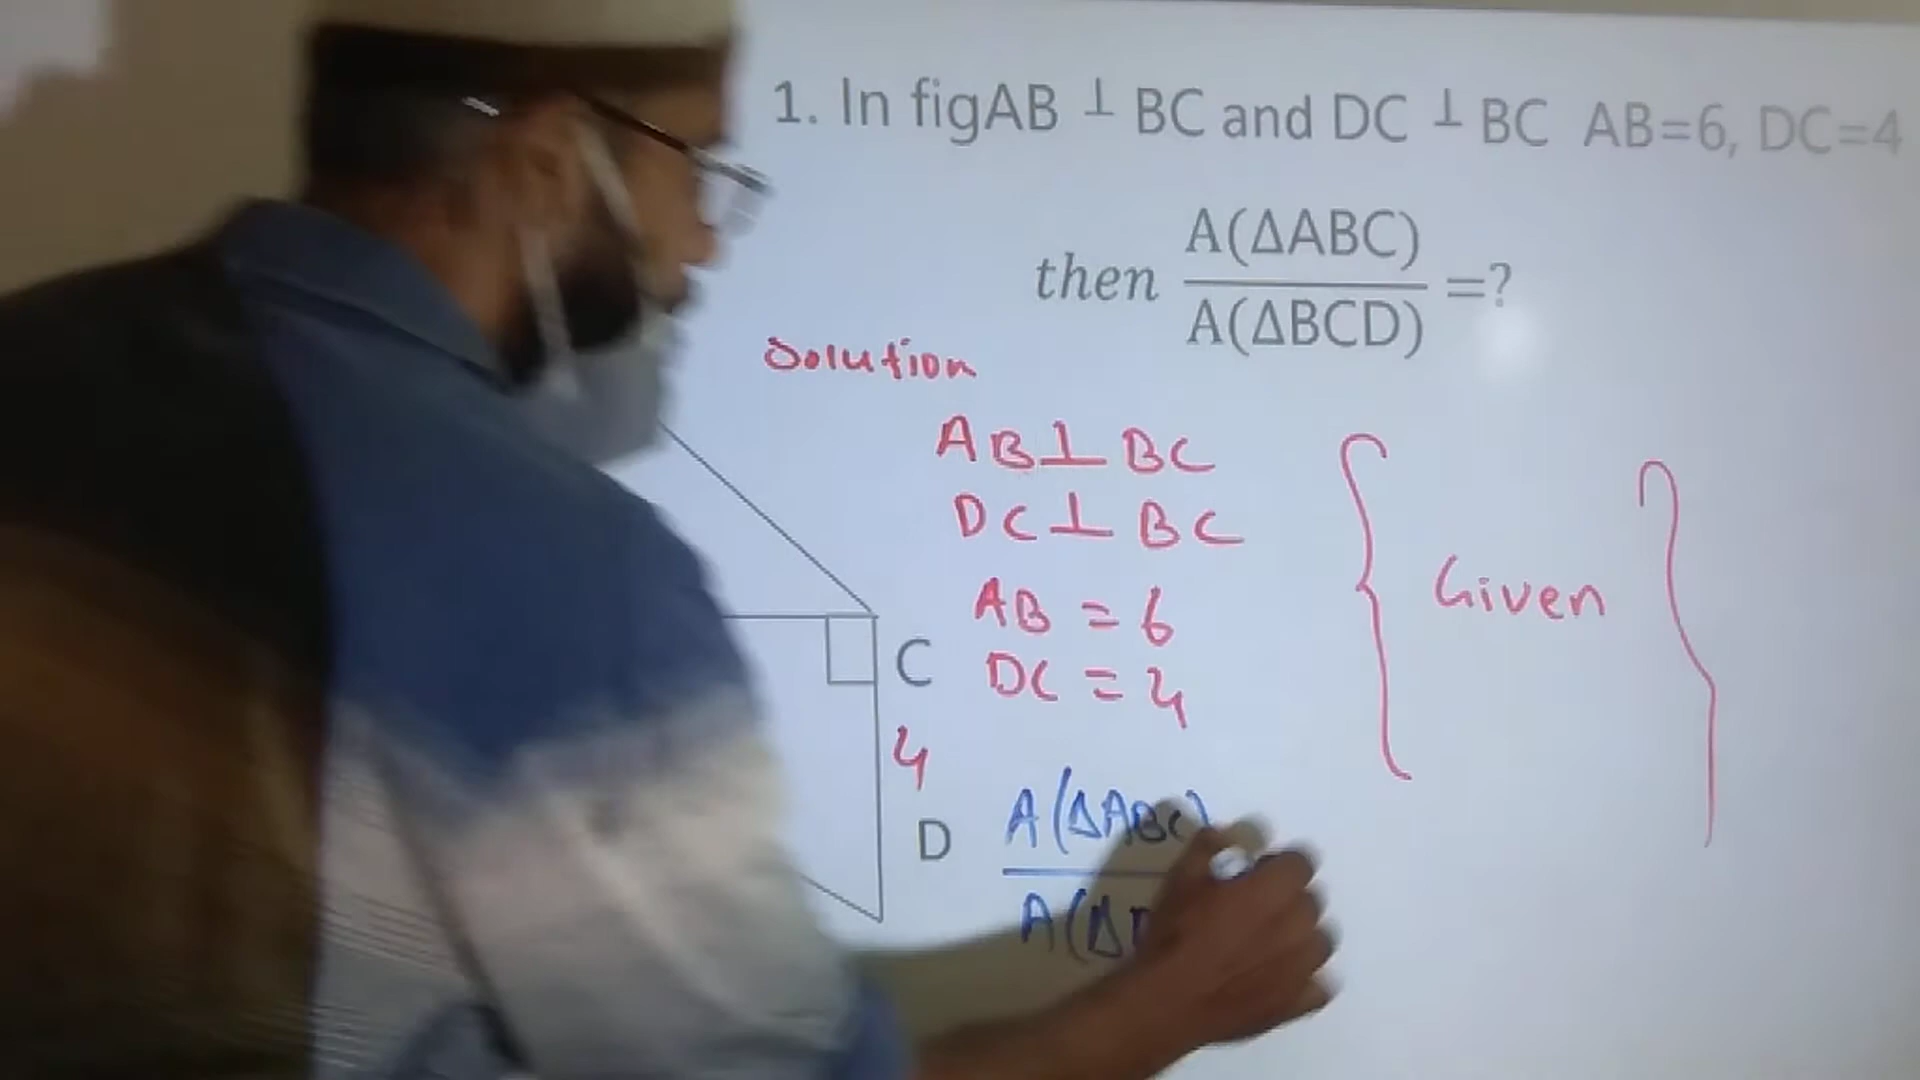 1. In figAB ⊥ BC and DC ⊥ BC AB=6, DC=4
then A(ΔABC)
A(ΔBCD) =?
Solution
AB⊥BC
DC⊥BC
AB = 6
DC = 4
Given
C
4
D
A(ΔABC)
A(Δ